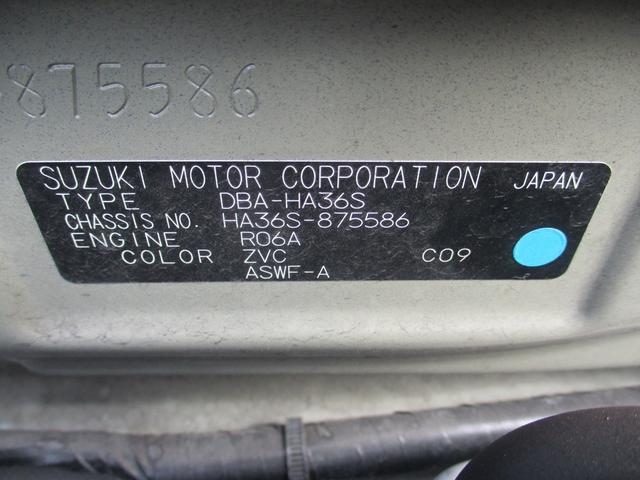 875586
SUZUKI MOTOR CORPORATION JAPAN
TYPE DBA-HA36S
CHASSIS NO. HA36S-875586
ENGINE R06A
COLOR ZVC C09
ASWF-A